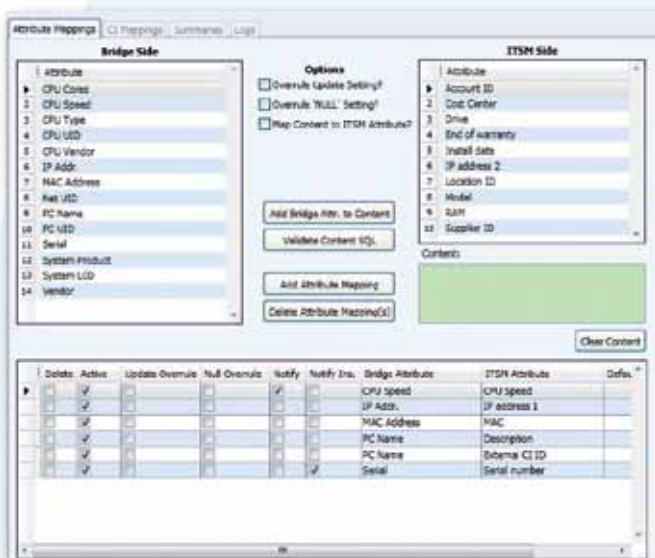 Attribute Mappings CI Mappings Summaries Logs
Bridge Side
Attribute
CPU Cores
2 CPU Speed
3 CPU Type
4 CPU UID
5 CPU Vendor
6 IP Addr.
7 MAC Address
8 Net UID
9 PC Name
10 PC UID
11 Serial
12 System Product
13 System LCD
14 Vendor
Options
Overrule Update Setting?
Overrule 'NULL' Setting?
Map Content to ITSM Attribute?
Add Bridge Attr. to Content
Validate Content SQL
Add Attribute Mapping
Delete Attribute Mapping(s)
ITSM Side
Attribute
Account ID
2 Cost Center
3 Drive
4 End of warranty
5 Install date
6 IP address 2
7 Location ID
8 Model
9 RAM
10 Supplier ID
Content:
Clear Content
Delete Active Update Overrule Null Overrule Notify Notify Ins. Bridge Attribute ITSM Attribute Defau
CPU Speed CPU Speed
IP Addr. IP address 1
MAC Address MAC
PC Name Description
PC Name External CI ID
Serial Serial number